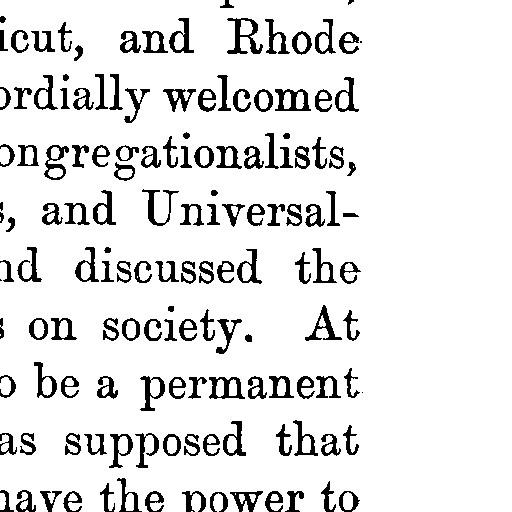 icut, and Rhode
ordially welcomed
ongregationalists,
s, and Universal-
nd discussed the
s on society. At
o be a permanent
as supposed that
have the power to